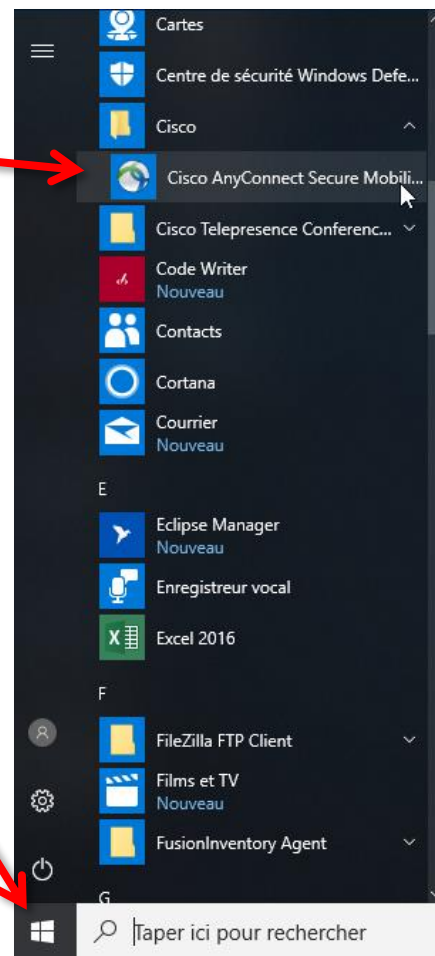 Cartes
Centre de sécurité Windows Defe...
Cisco
Cisco AnyConnect Secure Mobili...
Cisco Telepresence Conferenc...
Code Writer
Nouveau
Contacts
Cortana
Courrier
Nouveau
E
Eclipse Manager
Nouveau
Enregistreur vocal
Excel 2016
F
FileZilla FTP Client
Films et TV
Nouveau
FusionInventory Agent
G
Taper ici pour rechercher